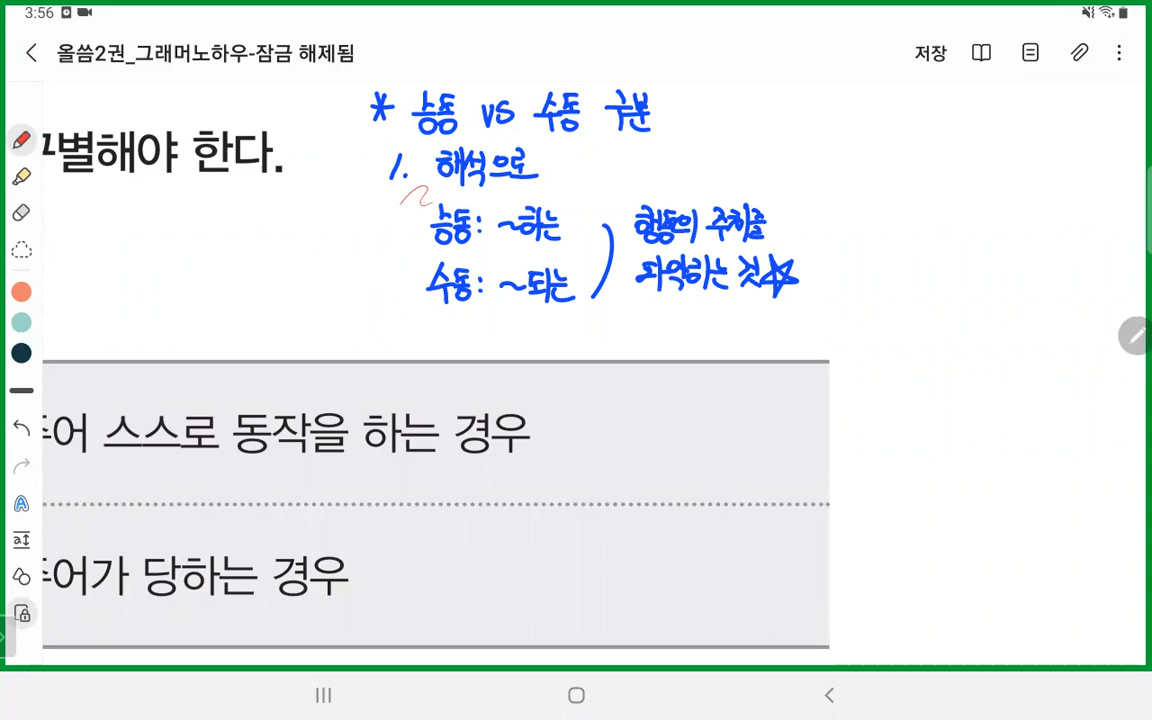 3:56
올씀2권_그래머노하우-잠금 해제됨
저장
* 능동 vs 수동 구분
별해야 한다.
1. 해석으로
능동: ~하는
행동의 주체를
수동: ~되는
파악하는 것☆
어 스스로 동작을 하는 경우
어가 당하는 경우